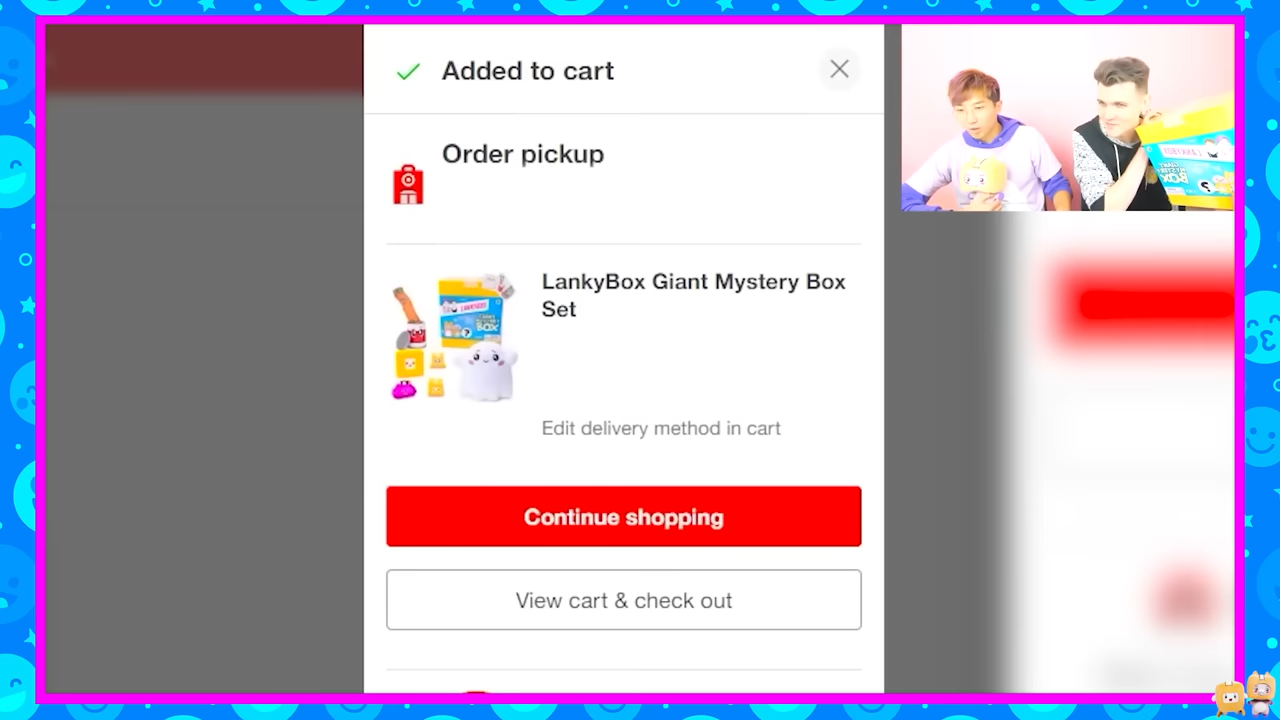 Added to cart
Order pickup
LankyBox Giant Mystery Box
Set
Edit delivery method in cart
Continue shopping
View cart & check out